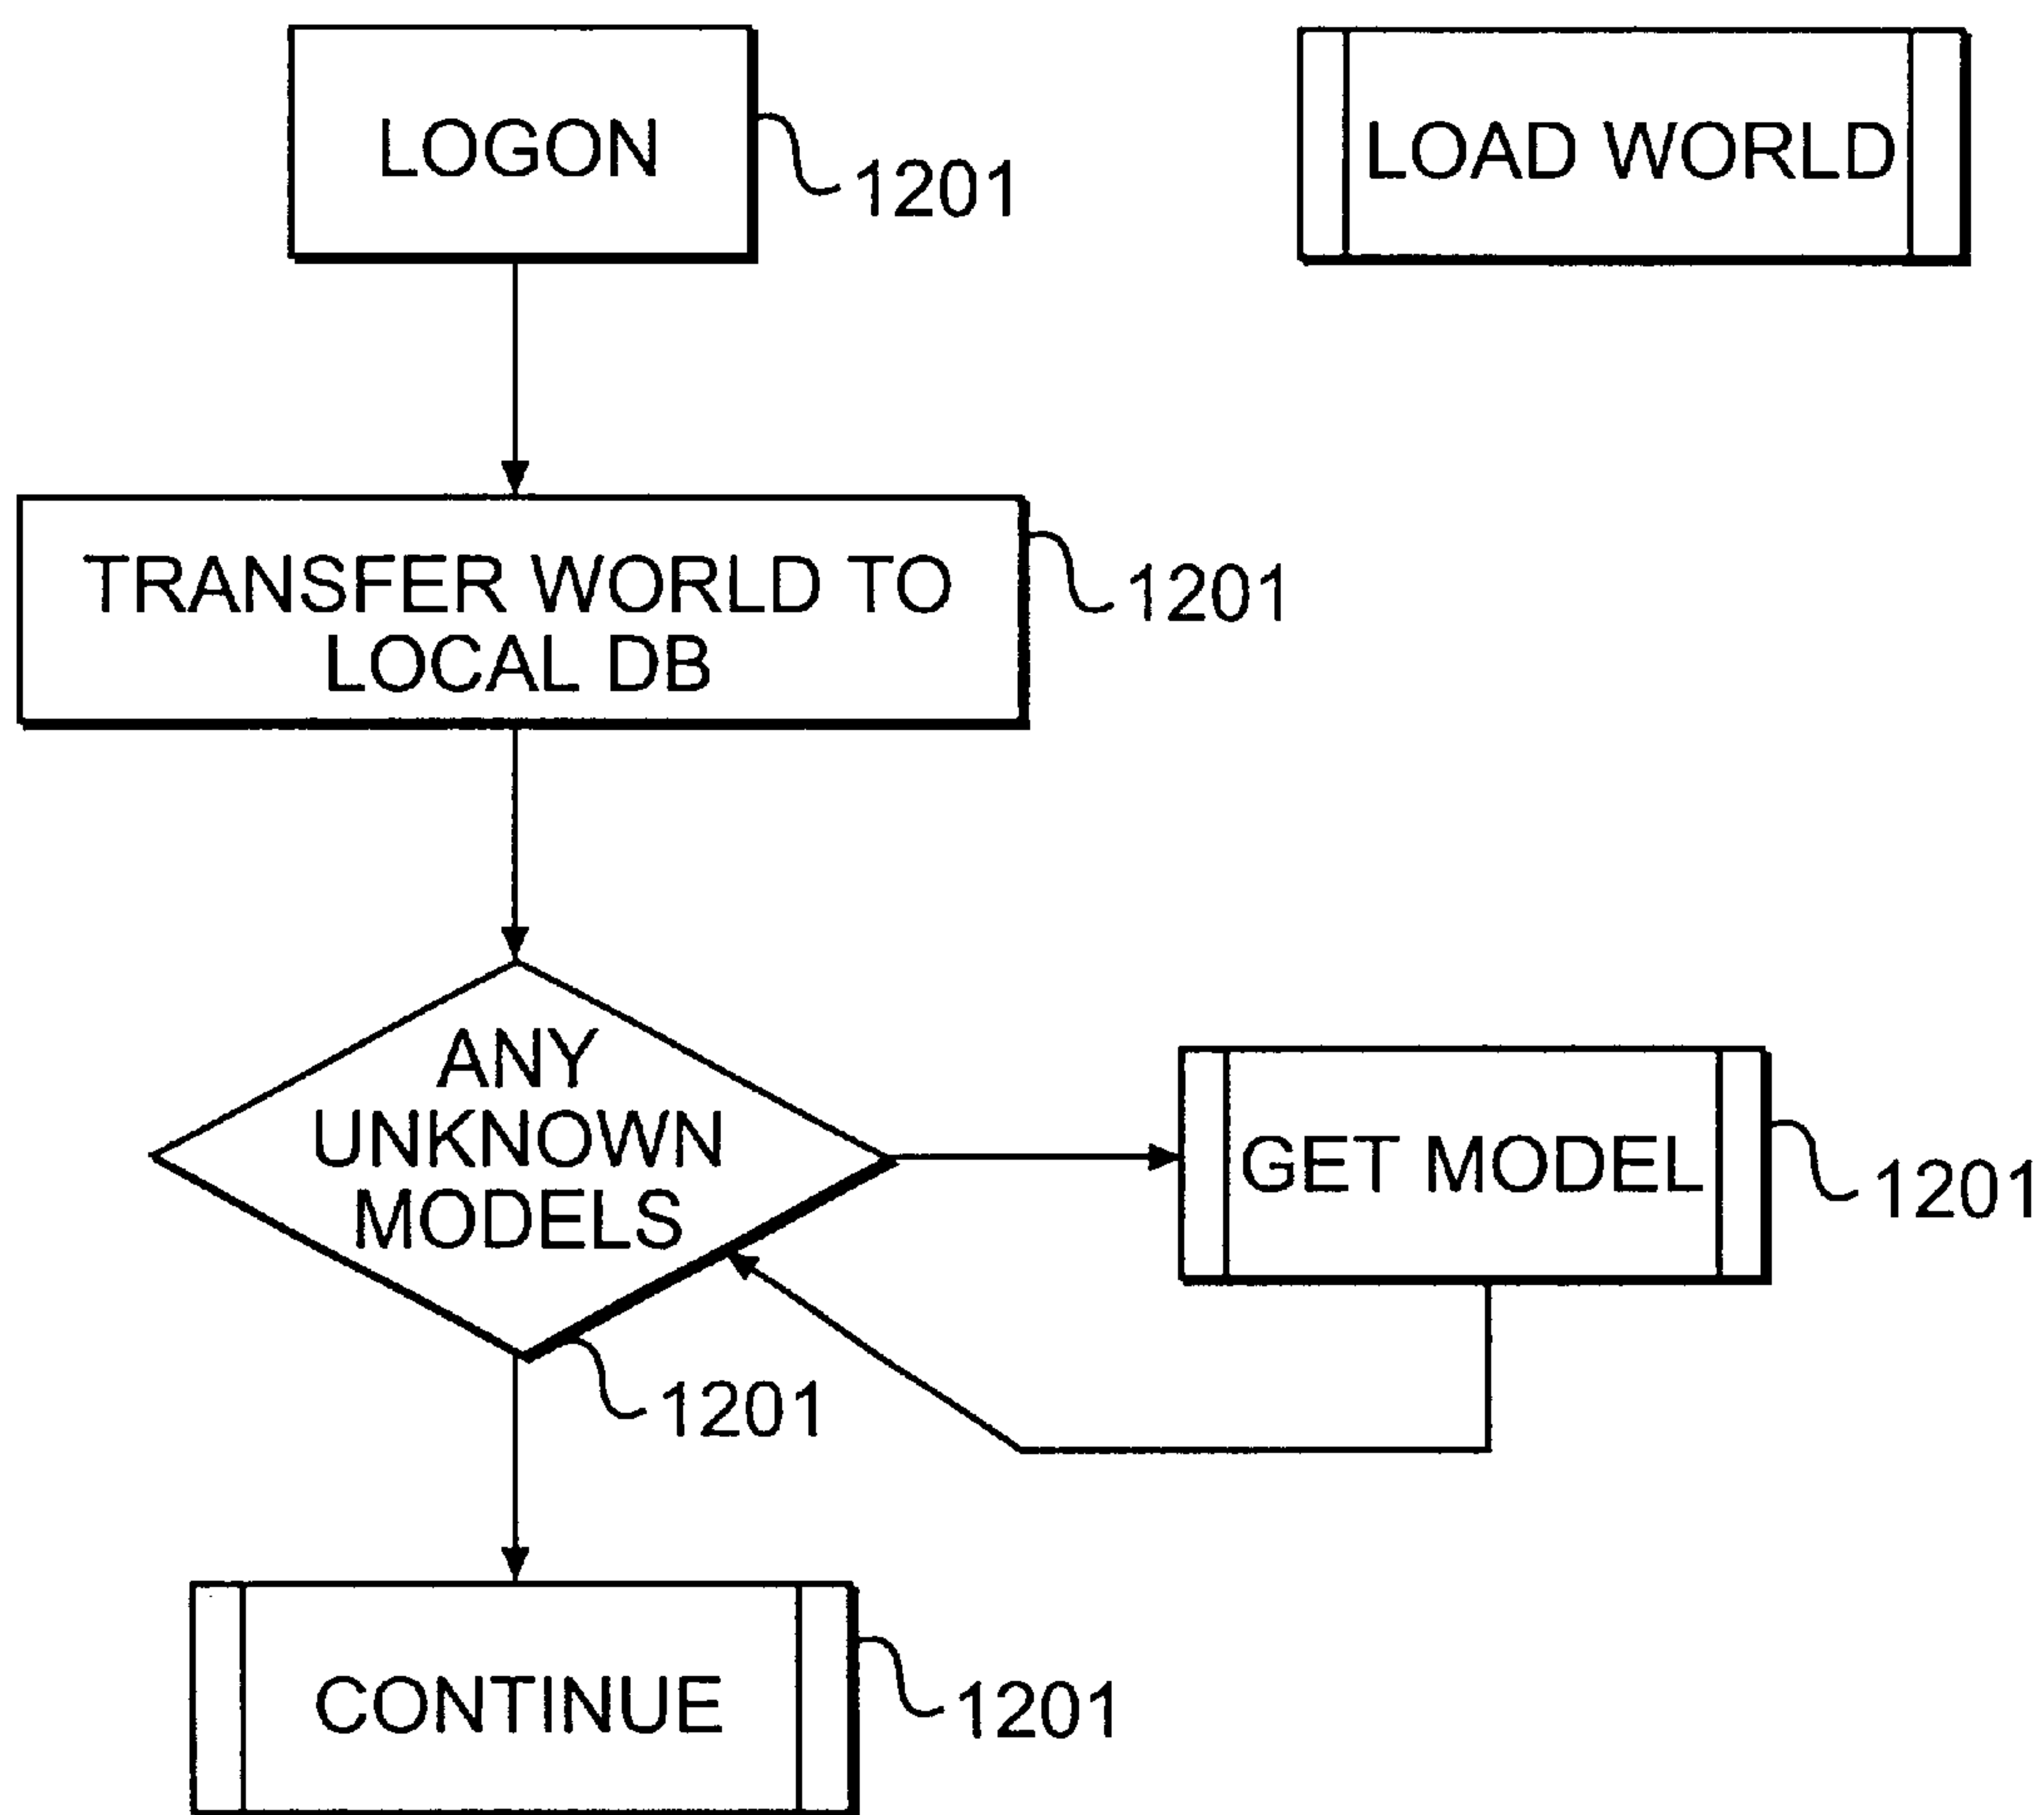 LOGON
1201
LOAD WORLD
TRANSFER WORLD TO
LOCAL DB
1201
ANY
UNKNOWN
MODELS
1201
GET MODEL
1201
CONTINUE
1201